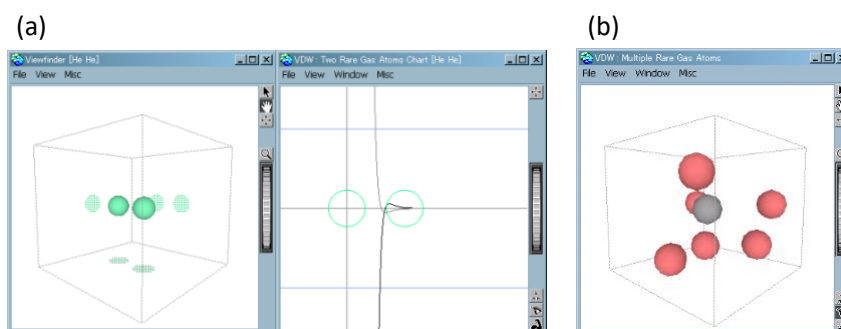 (a)
(b)
Viewfinder [He He]
File View Misc
VDW : Two Rare Gas Atoms Chart [He He]
File View Window Misc
VDW : Multiple Rare Gas Atoms
File View Window Misc